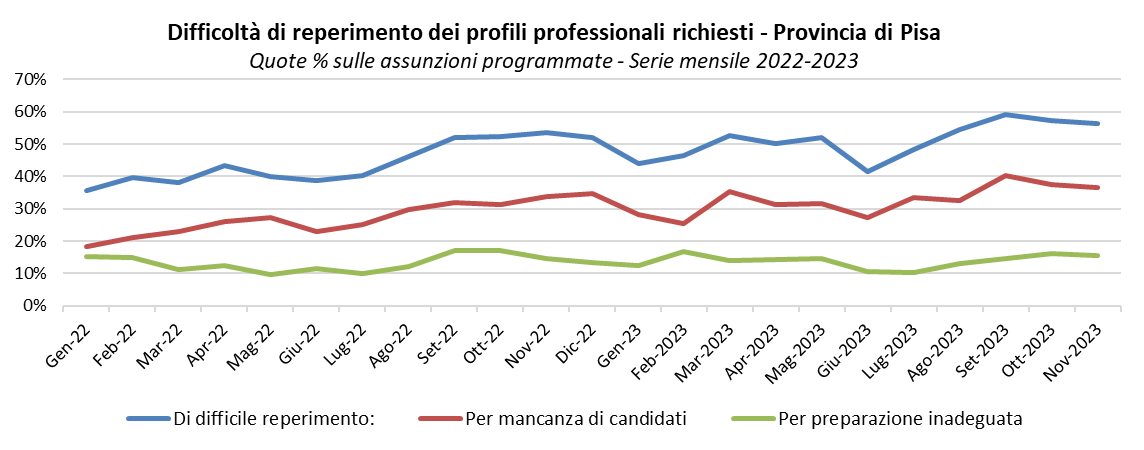 Difficoltà di reperimento dei profili professionali richiesti - Provincia di Pisa
Quote % sulle assunzioni programmate - Serie mensile 2022-2023
70%
60%
50%
40%
30%
20%
10%
0%
Gen-22
Feb-22
Mar-22
Apr-22
Mag-22
Giu-22
Lug-22
Ago-22
Set-22
Ott-22
Nov-22
Dic-22
Gen-23
Feb-2023
Mar-2023
Apr-2023
Mag-2023
Giu-2023
Lug-2023
Ago-2023
Set-2023
Ott-2023
Nov-2023
Di difficile reperimento:
Per mancanza di candidati
Per preparazione inadeguata